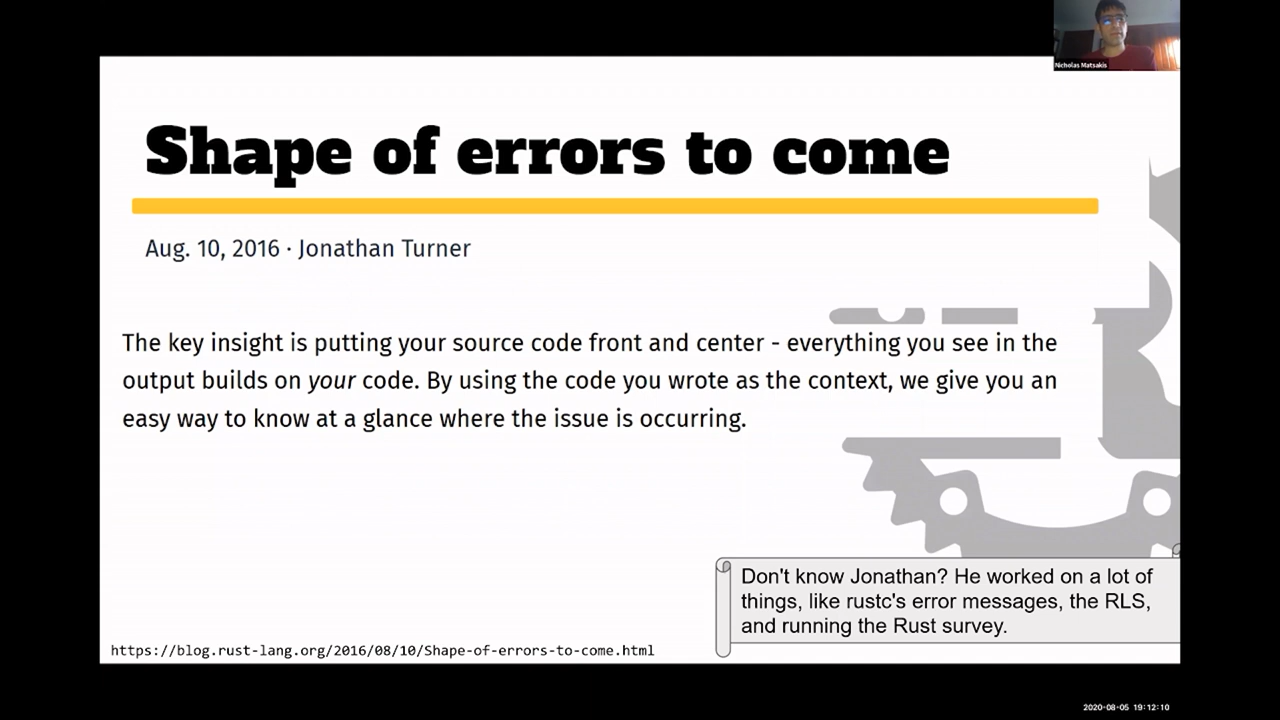 Nicholas Matsakis
Shape of errors to come
Aug. 10, 2016 · Jonathan Turner
The key insight is putting your source code front and center - everything you see in the
output builds on your code. By using the code you wrote as the context, we give you an
easy way to know at a glance where the issue is occurring.
Don't know Jonathan? He worked on a lot of
things, like rustc's error messages, the RLS,
and running the Rust survey.
https://blog.rust-lang.org/2016/08/10/Shape-of-errors-to-come.html
2020-08-05 19:12:10